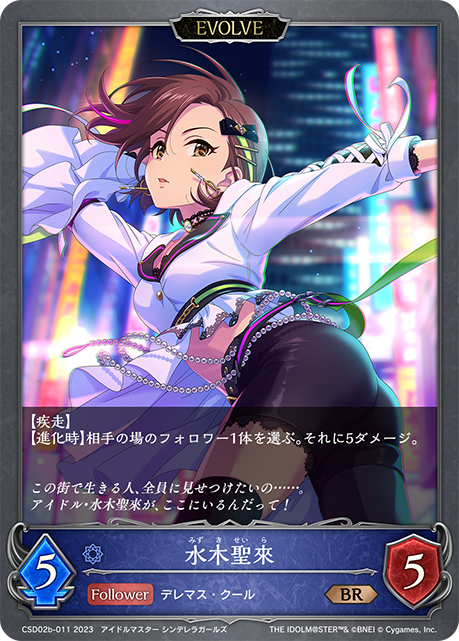 EVOLVE
【疾走】
【進化時】相手の場のフォロワー1体を選ぶ。それに5ダメージ。
この街で生きる人、全員に見せつけたいの……。
アイドル・水木聖來が、ここにいるんだって！
みずきせいら
5
水木聖來
5
Follower
デレマス・クール
BR
CSD02b-011 2023 アイドルマスター シンデレラガールズ
THE IDOLM@STER™& ©BNEI © Cygames, Inc.